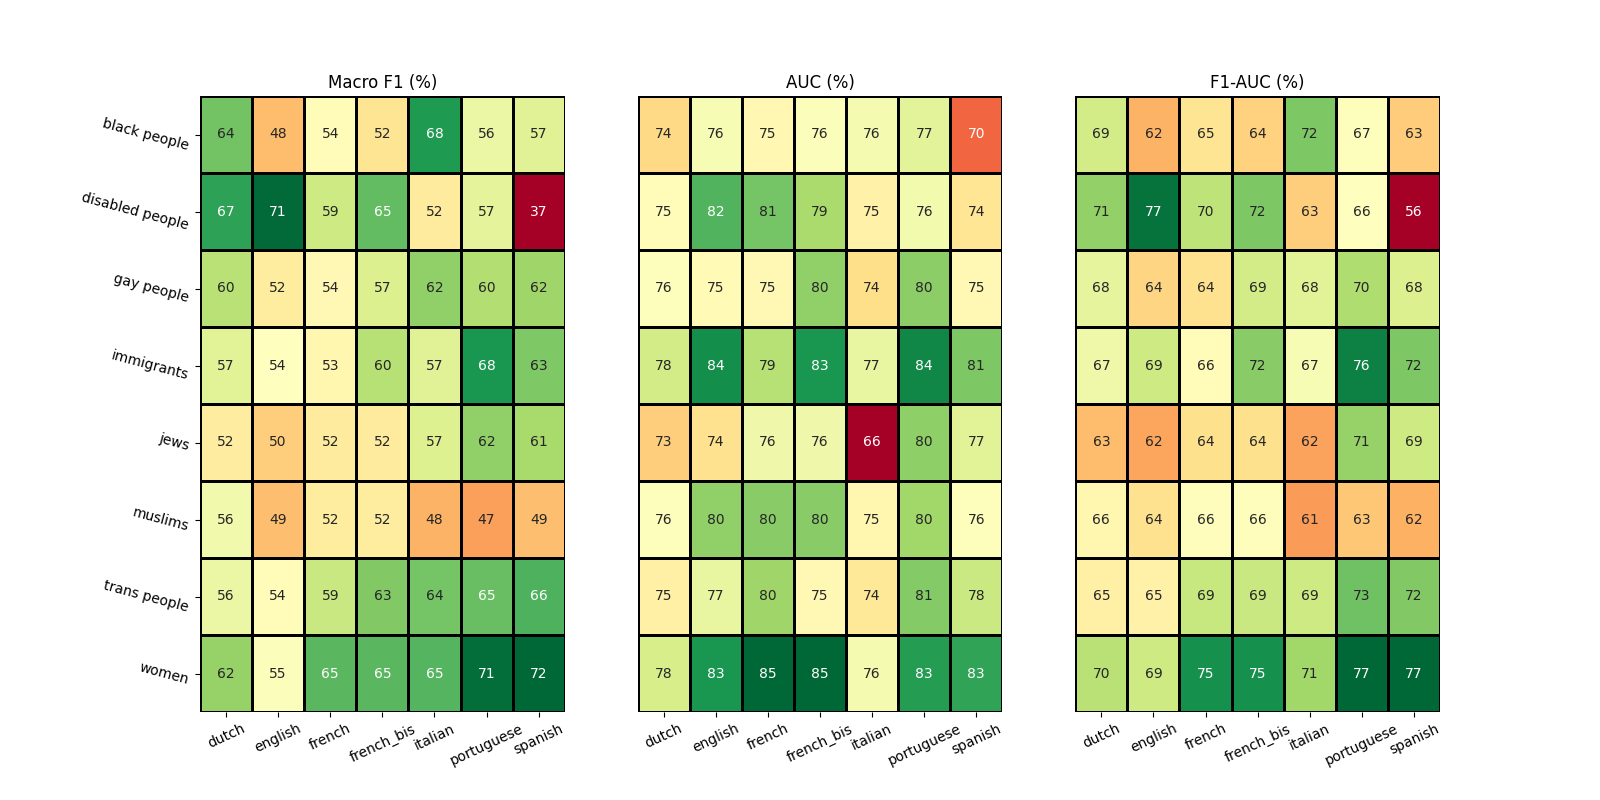 Macro F1 (%) AUC (%) F1-AUC (%)
black people 64 48 54 52 68 56 57 74 76 75 76 76 77 70 69 62 65 64 72 67 63
disabled people 67 71 59 65 52 57 37 75 82 81 79 75 76 74 71 77 70 72 63 66 56
gay people 60 52 54 57 62 60 62 76 75 75 80 74 80 75 68 64 64 69 68 70 68
immigrants 57 54 53 60 57 68 63 78 84 79 83 77 84 81 67 69 66 72 67 76 72
jews 52 50 52 52 57 62 61 73 74 76 76 66 80 77 63 62 64 64 62 71 69
muslims 56 49 52 52 48 47 49 76 80 80 80 75 80 76 66 64 66 66 61 63 62
trans people 56 54 59 63 64 65 66 75 77 80 75 74 81 78 65 65 69 69 69 73 72
women 62 55 65 65 65 71 72 78 83 85 85 76 83 83 70 69 75 75 71 77 77
dutch english french french_bis italian portuguese spanish dutch english french french_bis italian portuguese spanish dutch english french french_bis italian portuguese spanish